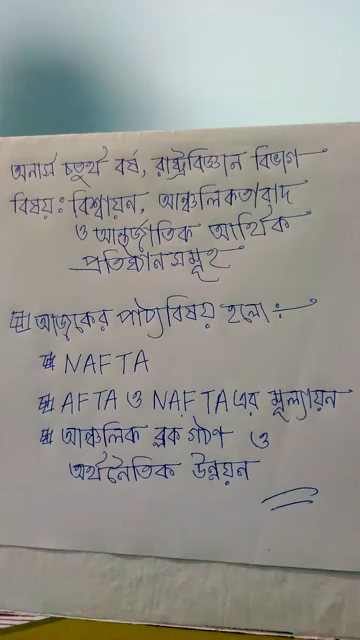 অনার্স চতুর্থ বর্ষ, রাষ্ট্রবিজ্ঞান বিভাগ
বিষয়: বিশ্বায়ন, আঞ্চলিকতাবাদ
ও আন্তর্জাতিক আর্থিক
প্রতিষ্ঠানসমূহ
আজকের পাঠ্যবিষয় হলো:
# NAFTA
# AFTA ও NAFTA এর মূল্যায়ন
# আঞ্চলিক ব্লক গঠণ ও
অর্থনৈতিক উন্নয়ন